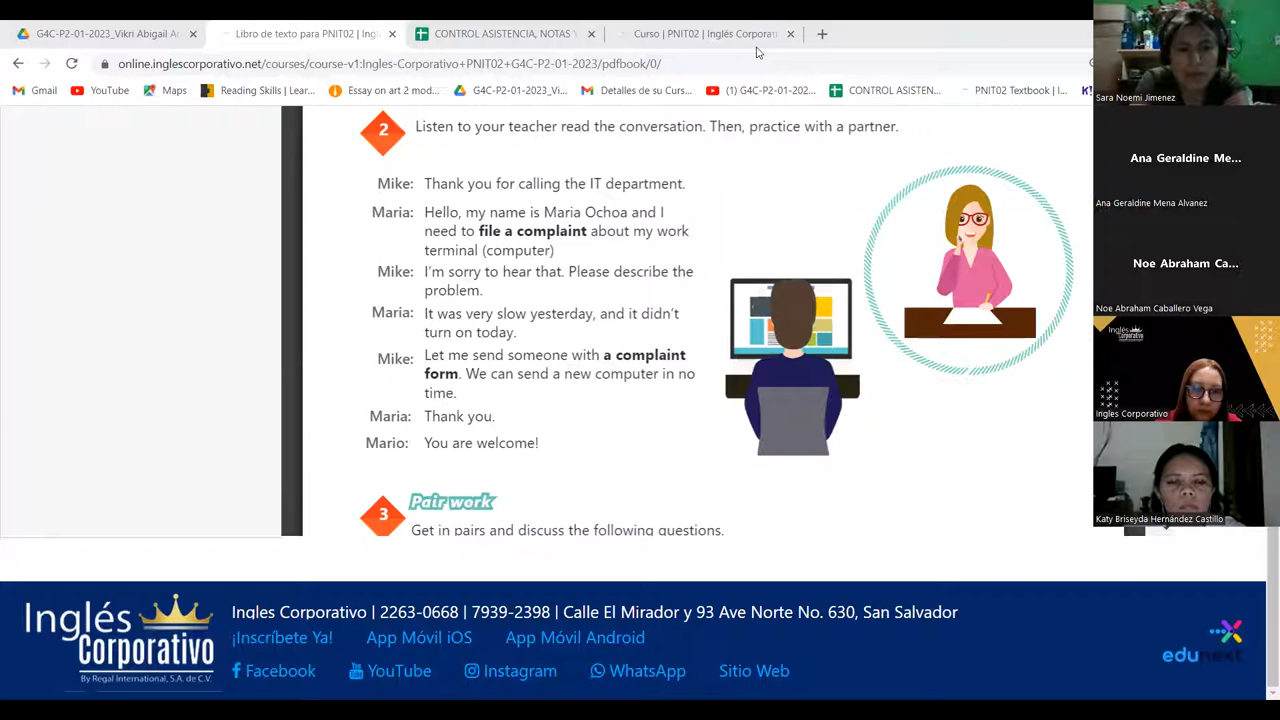 G4C-P2-01-2023_Vikri Abigail A
Libro de texto para PNIT02 | Ingl
CONTROL ASISTENCIA, NOTAS Y
Curso | PNIT02 | Inglés Corporat
online.inglescorporativo.net/courses/course-v1:Ingles-Corporativo+PNIT02+G4C-P2-01-2023/pdfbook/0/
Gmail
YouTube
Maps
Reading Skills | Lear...
Essay on art 2 mod...
G4C-P2-01-2023_Vi...
Detalles de su Curs...
(1) G4C-P2-01-202...
CONTROL ASISTEN...
PNIT02 Textbook | I...
2
Listen to your teacher read the conversation. Then, practice with a partner.
Mike: Thank you for calling the IT department.
Maria: Hello, my name is Maria Ochoa and I
need to file a complaint about my work
terminal (computer)
Mike: I'm sorry to hear that. Please describe the
problem.
Maria: It was very slow yesterday, and it didn't
turn on today.
Mike: Let me send someone with a complaint
form. We can send a new computer in no
time.
Maria: Thank you.
Mario: You are welcome!
3
Pair work
Get in pairs and discuss the following questions.
Sara Noemi Jimenez
Ana Geraldine Me...
Ana Geraldine Mena Alvanez
Noe Abraham Ca...
Noe Abraham Caballero Vega
Inglés
Corporativo
Ingles Corporativo
Katy Briseyda Hernández Castillo
Inglés
Corporativo
By Regal International, S.A. de C.V.
Ingles Corporativo | 2263-0668 | 7939-2398 | Calle El Mirador y 93 Ave Norte No. 630, San Salvador
¡Inscríbete Ya!
App Móvil iOS
App Móvil Android
Facebook
YouTube
Instagram
WhatsApp
Sitio Web
edunext